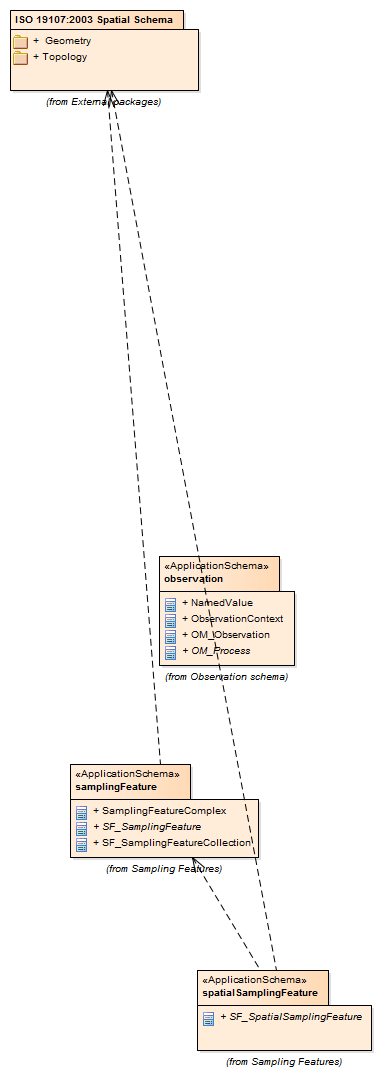 ISO 19107:2003 Spatial Schema
+ Geometry
+ Topology
(from External packages)
«ApplicationSchema»
observation
+ NamedValue
+ ObservationContext
+ OM_Observation
+ OM_Process
(from Observation schema)
«ApplicationSchema»
samplingFeature
+ SamplingFeatureComplex
+ SF_SamplingFeature
+ SF_SamplingFeatureCollection
(from Sampling Features)
«ApplicationSchema»
spatialSamplingFeature
+ SF_SpatialSamplingFeature
(from Sampling Features)